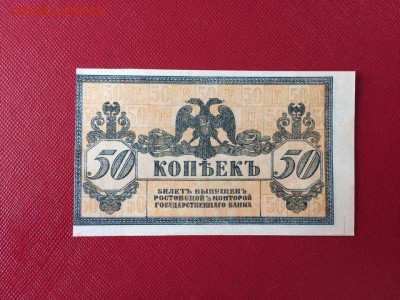 50 КОПѢЕКЪ 50
БИЛЕТЪ ВЫПУЩЕНЪ
РОСТОВСКОЙ КОНТОРОЙ
ГОСУДАРСТВЕННАГО БАНКА